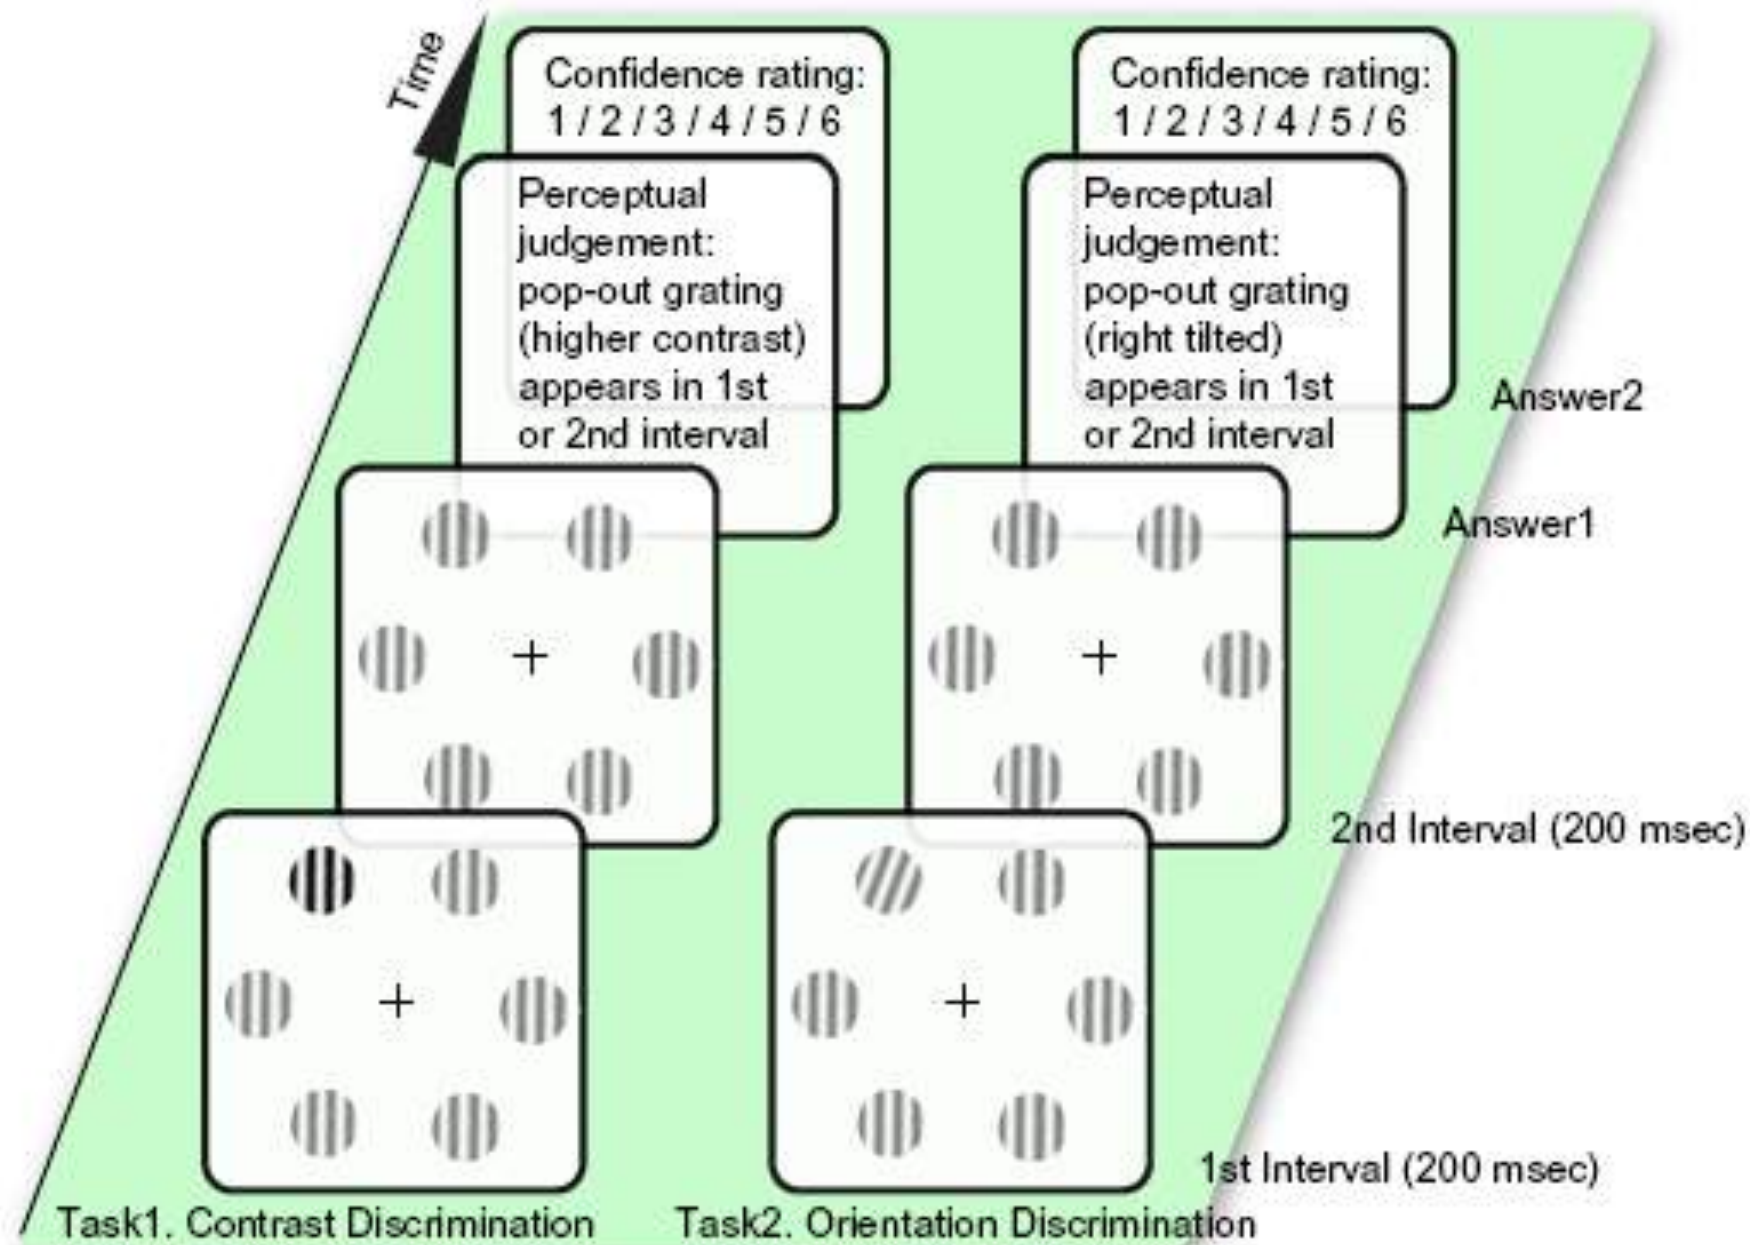 Time
Confidence rating:
1 / 2 / 3 / 4 / 5 / 6
Confidence rating:
1 / 2 / 3 / 4 / 5 / 6
Perceptual
judgement:
pop-out grating
(higher contrast)
appears in 1st
or 2nd interval
Perceptual
judgement:
pop-out grating
(right tilted)
appears in 1st
or 2nd interval
Answer2
Answer1
2nd Interval (200 msec)
1st Interval (200 msec)
Task1. Contrast Discrimination
Task2. Orientation Discrimination